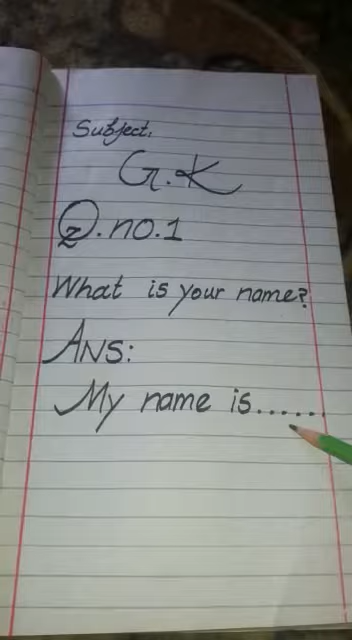 Subject:
G.K
Q.no.1
What is your name?
Ans:
My name is......